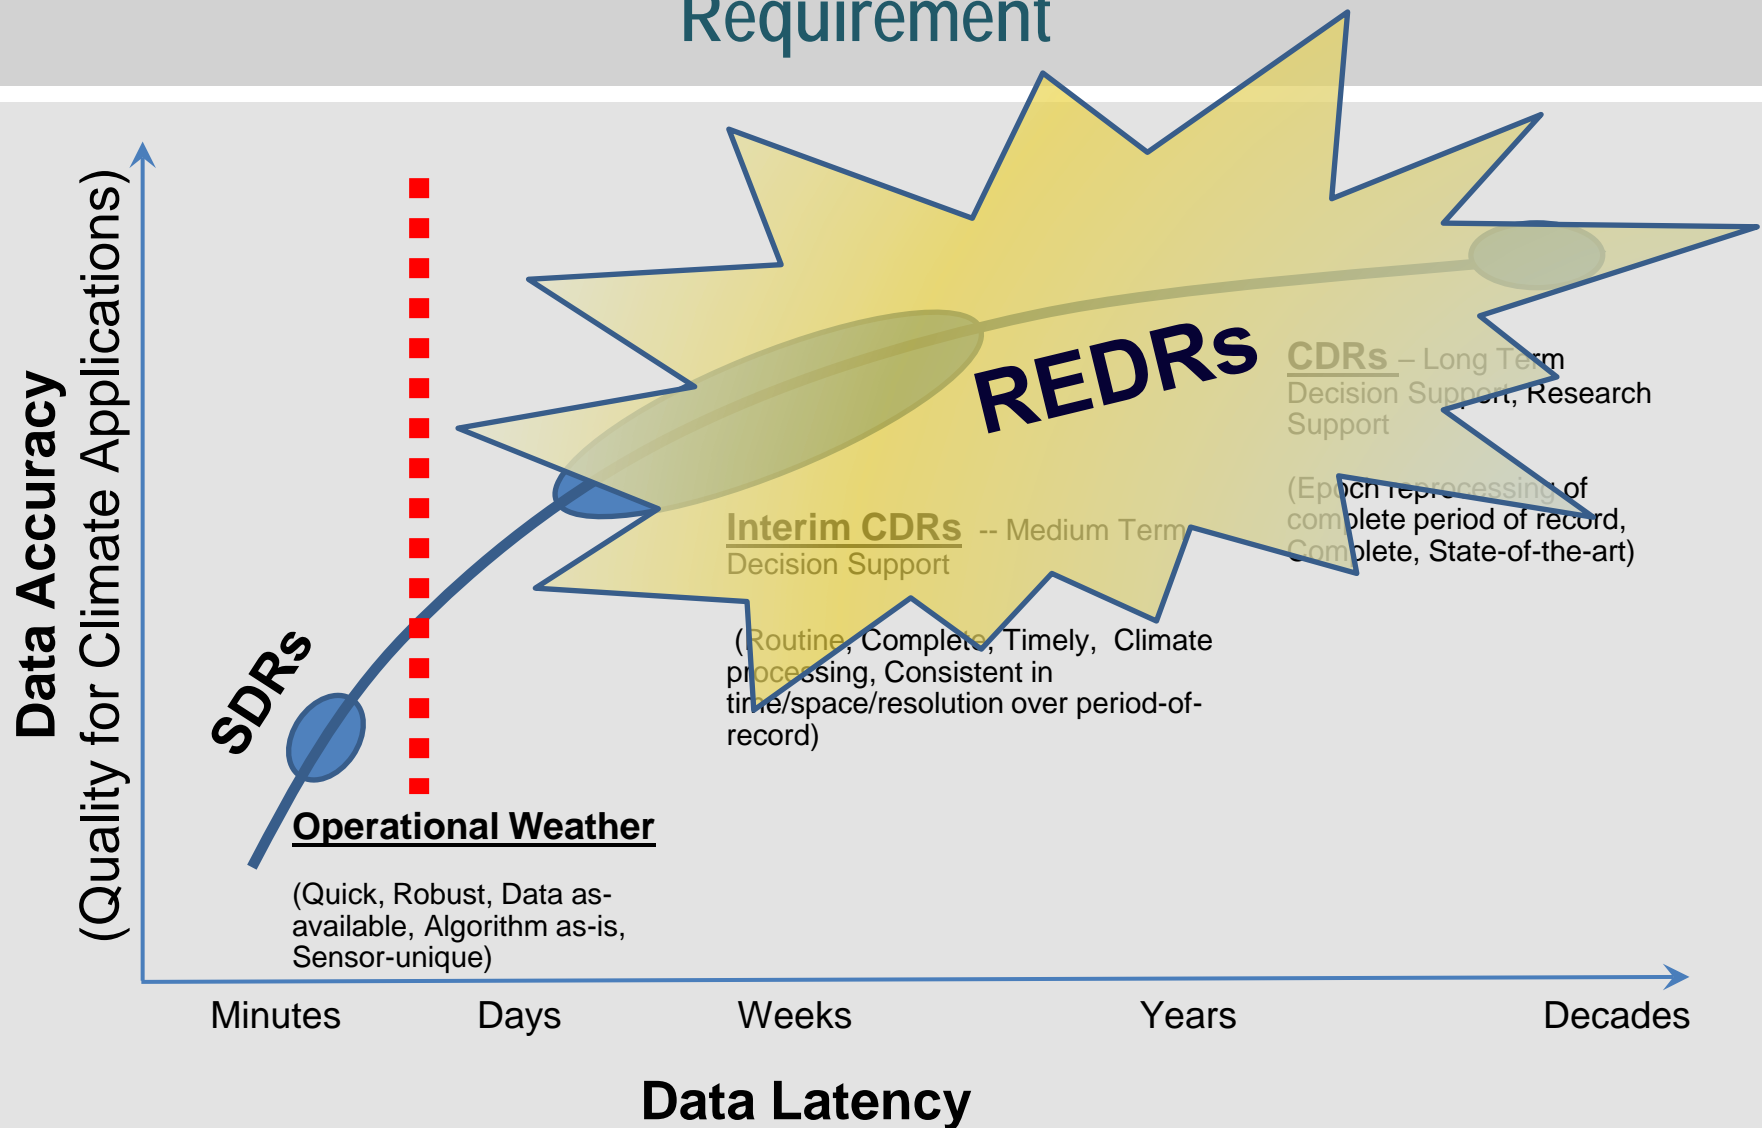 Requirement
Data Accuracy
(Quality for Climate Applications)
SDRs
REDRs
CDRs – Long Term
Decision Support, Research
Support
(Epoch reprocessing of
complete period of record,
Complete, State-of-the-art)
Interim CDRs -- Medium Term
Decision Support
(Routine, Complete, Timely, Climate
processing, Consistent in
time/space/resolution over period-of-
record)
Operational Weather
(Quick, Robust, Data as-
available, Algorithm as-is,
Sensor-unique)
Minutes
Days
Weeks
Years
Decades
Data Latency